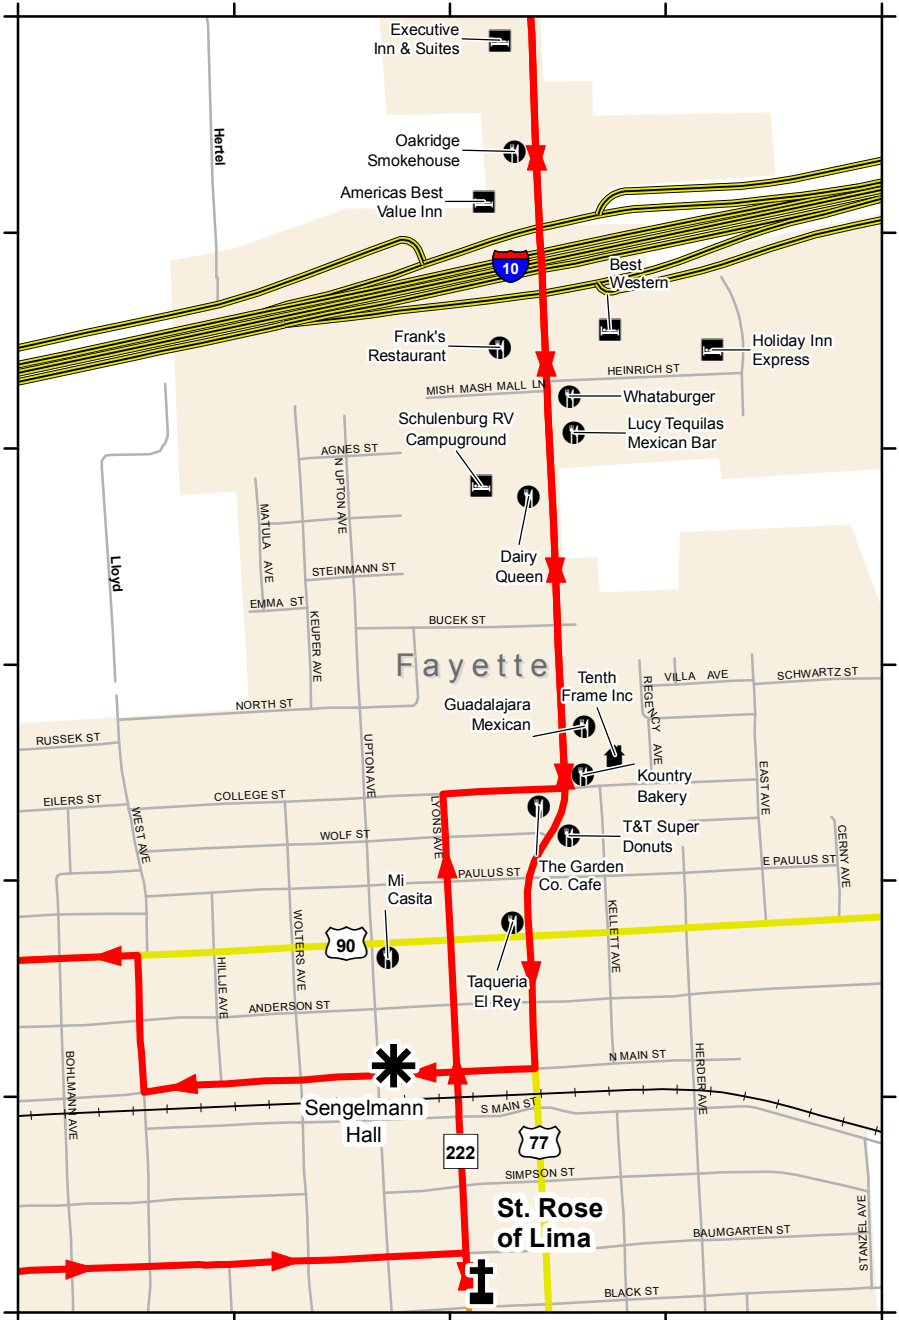 Executive
Inn & Suites
Hertel
Oakridge
Smokehouse
Americas Best
Value Inn
10
Best
Western
Frank's
Restaurant
Holiday Inn
Express
HEINRICH ST
MISH MASH MALL LN
Whataburger
Schulenburg RV
Campuground
Lucy Tequilas
Mexican Bar
AGNES ST
N UPTON AVE
MATULA AVE
Dairy
Queen
Lloyd
STEINMANN ST
EMMA ST
KEUPER AVE
BUCEK ST
Fayette
Tenth
Frame Inc
REGENCY AVE
VILLA AVE
SCHWARTZ ST
NORTH ST
Guadalajara
Mexican
RUSSEK ST
UPTON AVE
Kountry
Bakery
EAST AVE
EILERS ST
COLLEGE ST
LYONS AVE
WEST AVE
WOLF ST
T&T Super
Donuts
CERNY AVE
E PAULUS ST
PAULUS ST
The Garden
Co. Cafe
Mi
Casita
WOLTERS AVE
KELLETT AVE
90
HILLJE AVE
Taqueria
El Rey
ANDERSON ST
N MAIN ST
BOHLMANN AVE
HERDER AVE
Sengelmann
Hall
S MAIN ST
222
77
SIMPSON ST
St. Rose
of Lima
STANZEL AVE
BAUMGARTEN ST
BLACK ST